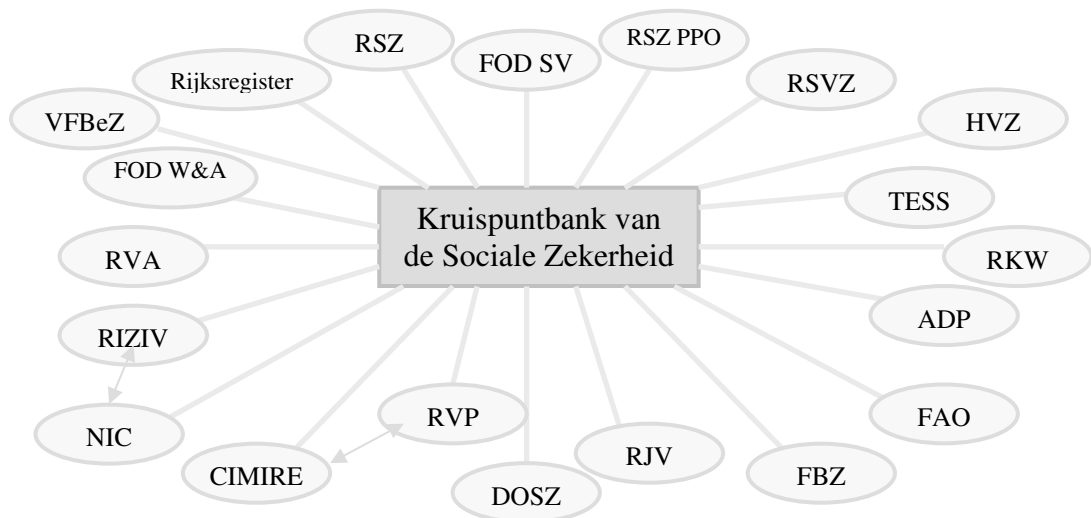 RSZ
FOD SV
RSZ PPO
Rijksregister
RSVZ
VFBeZ
HVZ
FOD W&A
TESS
Kruispuntbank van
de Sociale Zekerheid
RVA
RKW
RIZIV
ADP
NIC
RVP
FAO
CIMIRE
RJV
FBZ
DOSZ